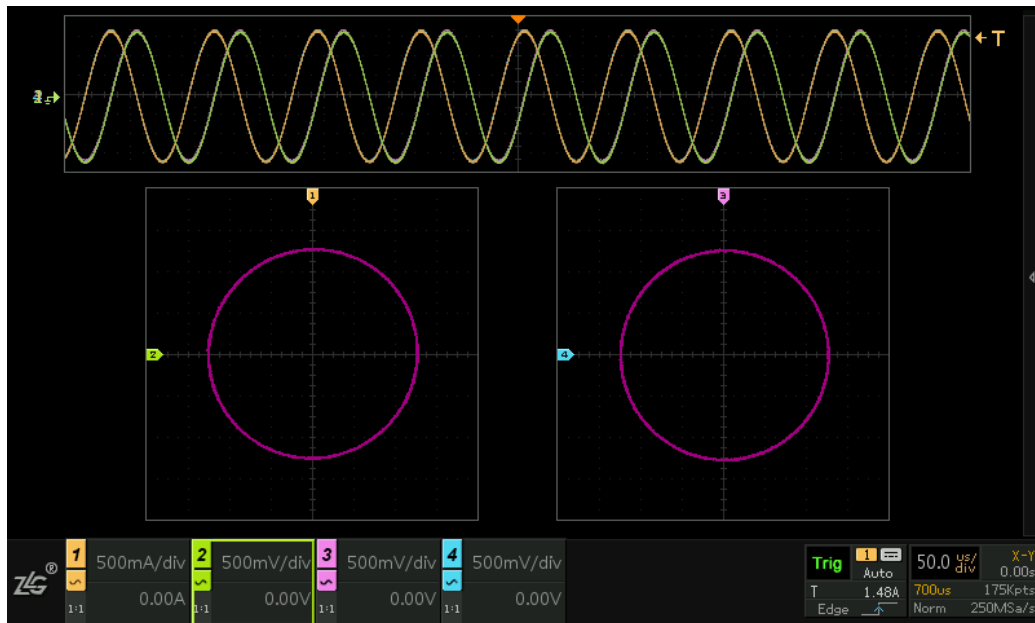 T
1
3
2
4
ZLG®
1 500mA/div 0.00A 1:1
2 500mV/div 0.00V 1:1
3 500mV/div 0.00V 1:1
4 500mV/div 0.00V 1:1
Trig 1 Auto
T 1.48A
Edge
50.0 us/div X-Y 0.00s
700us 175Kpts
Norm 250MSa/s